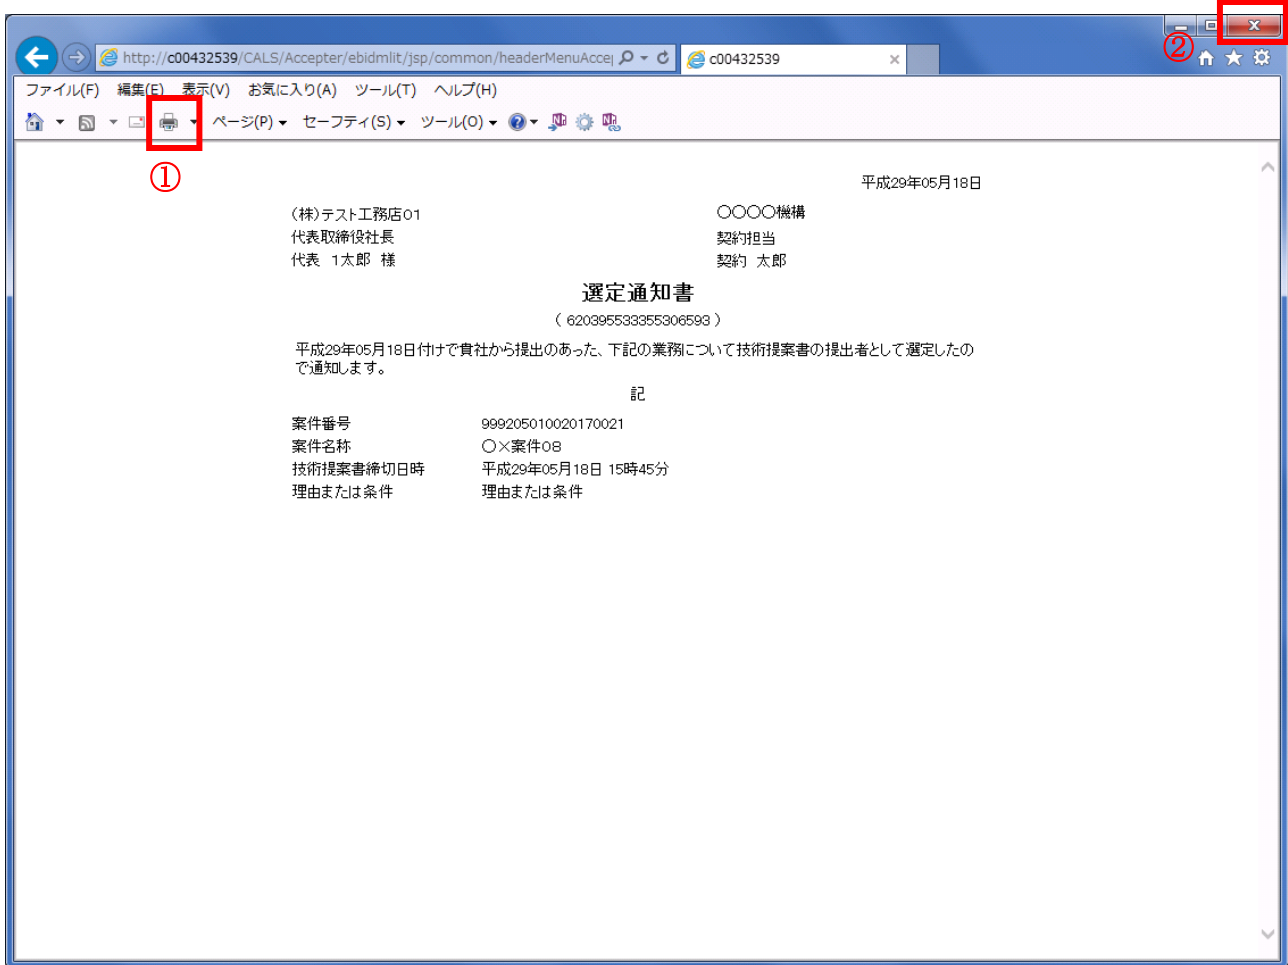 ②
http://c00432539/CALS/Accepter/ebidmlit/jsp/common/headerMenuAccep
c00432539
ファイル(F) 編集(E) 表示(V) お気に入り(A) ツール(T) ヘルプ(H)
ページ(P) セーフティ(S) ツール(O)
①
平成29年05月18日
(株)テスト工務店01 〇〇〇〇機構
代表取締役社長 契約担当
代表 1太郎 様 契約 太郎
選定通知書
( 620395533355306593 )
平成29年05月18日付けで貴社から提出のあった、下記の業務について技術提案書の提出者として選定したの
で通知します。
記
案件番号 999205010020170021
案件名称 〇×案件08
技術提案書締切日時 平成29年05月18日 15時45分
理由または条件 理由または条件